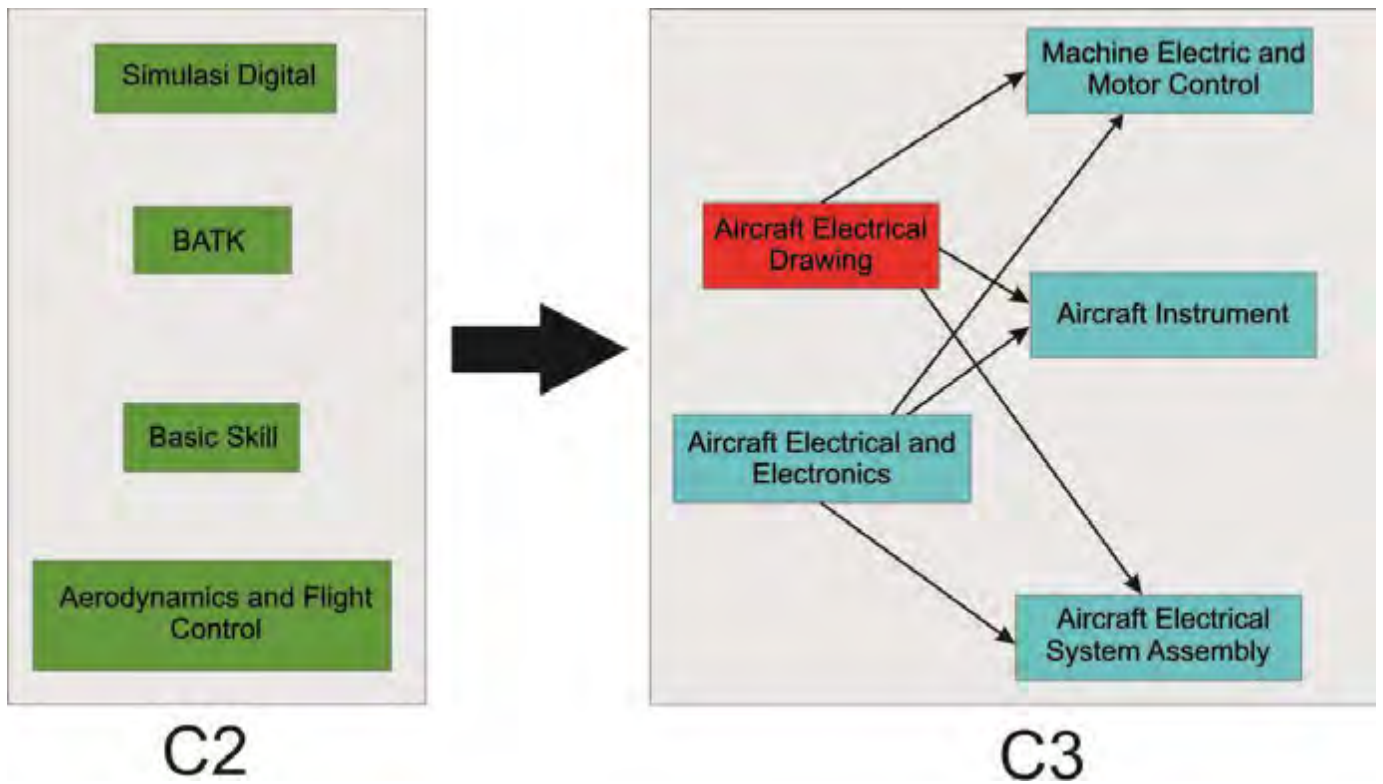 Simulasi Digital
BATK
Basic Skill
Aerodynamics and Flight
Control
C2
Machine Electric and
Motor Control
Aircraft Electrical
Drawing
Aircraft Instrument
Aircraft Electrical and
Electronics
Aircraft Electrical
System Assembly
C3